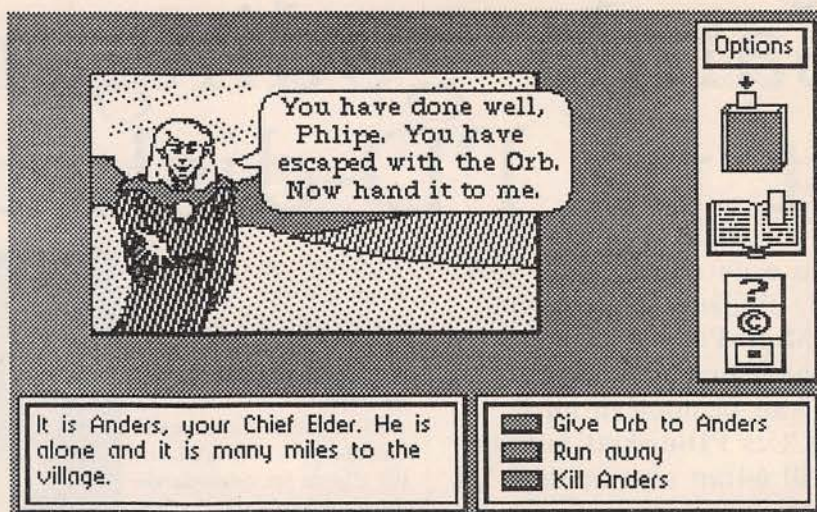 Options
You have done well,
Phlipe. You have
escaped with the Orb.
Now hand it to me.
?
©
It is Anders, your Chief Elder. He is
alone and it is many miles to the
village.
Give Orb to Anders
Run away
Kill Anders